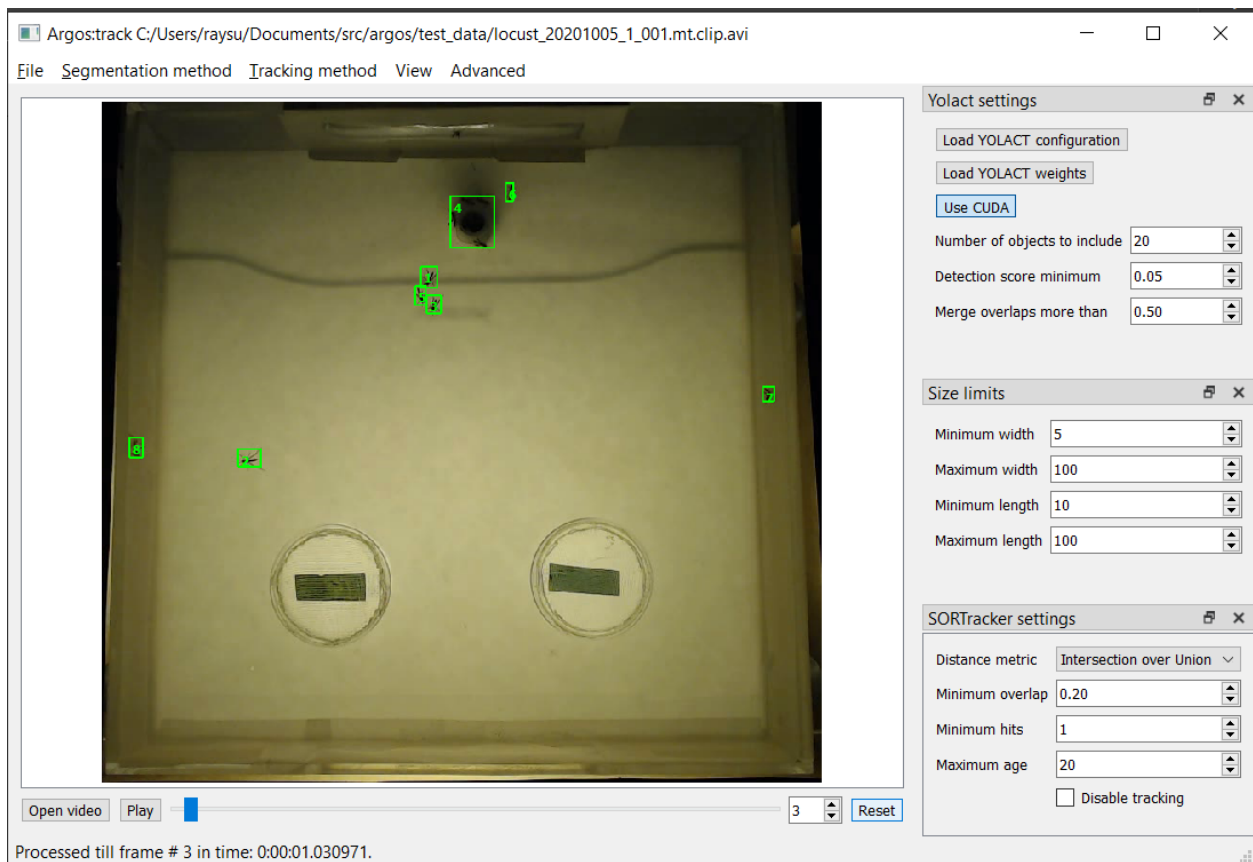 Argos:track C:/Users/raysu/Documents/src/argos/test_data/locust_20201005_1_001.mt.clip.avi
File Segmentation method Tracking method View Advanced
Yolact settings
Load YOLACT configuration
Load YOLACT weights
Use CUDA
Number of objects to include 20
Detection score minimum 0.05
Merge overlaps more than 0.50
4
7
8
Size limits
Minimum width 5
Maximum width 100
Minimum length 10
Maximum length 100
SORTracker settings
Distance metric Intersection over Union
Minimum overlap 0.20
Minimum hits 1
Maximum age 20
Disable tracking
Open video Play 3 Reset
Processed till frame # 3 in time: 0:00:01.030971.